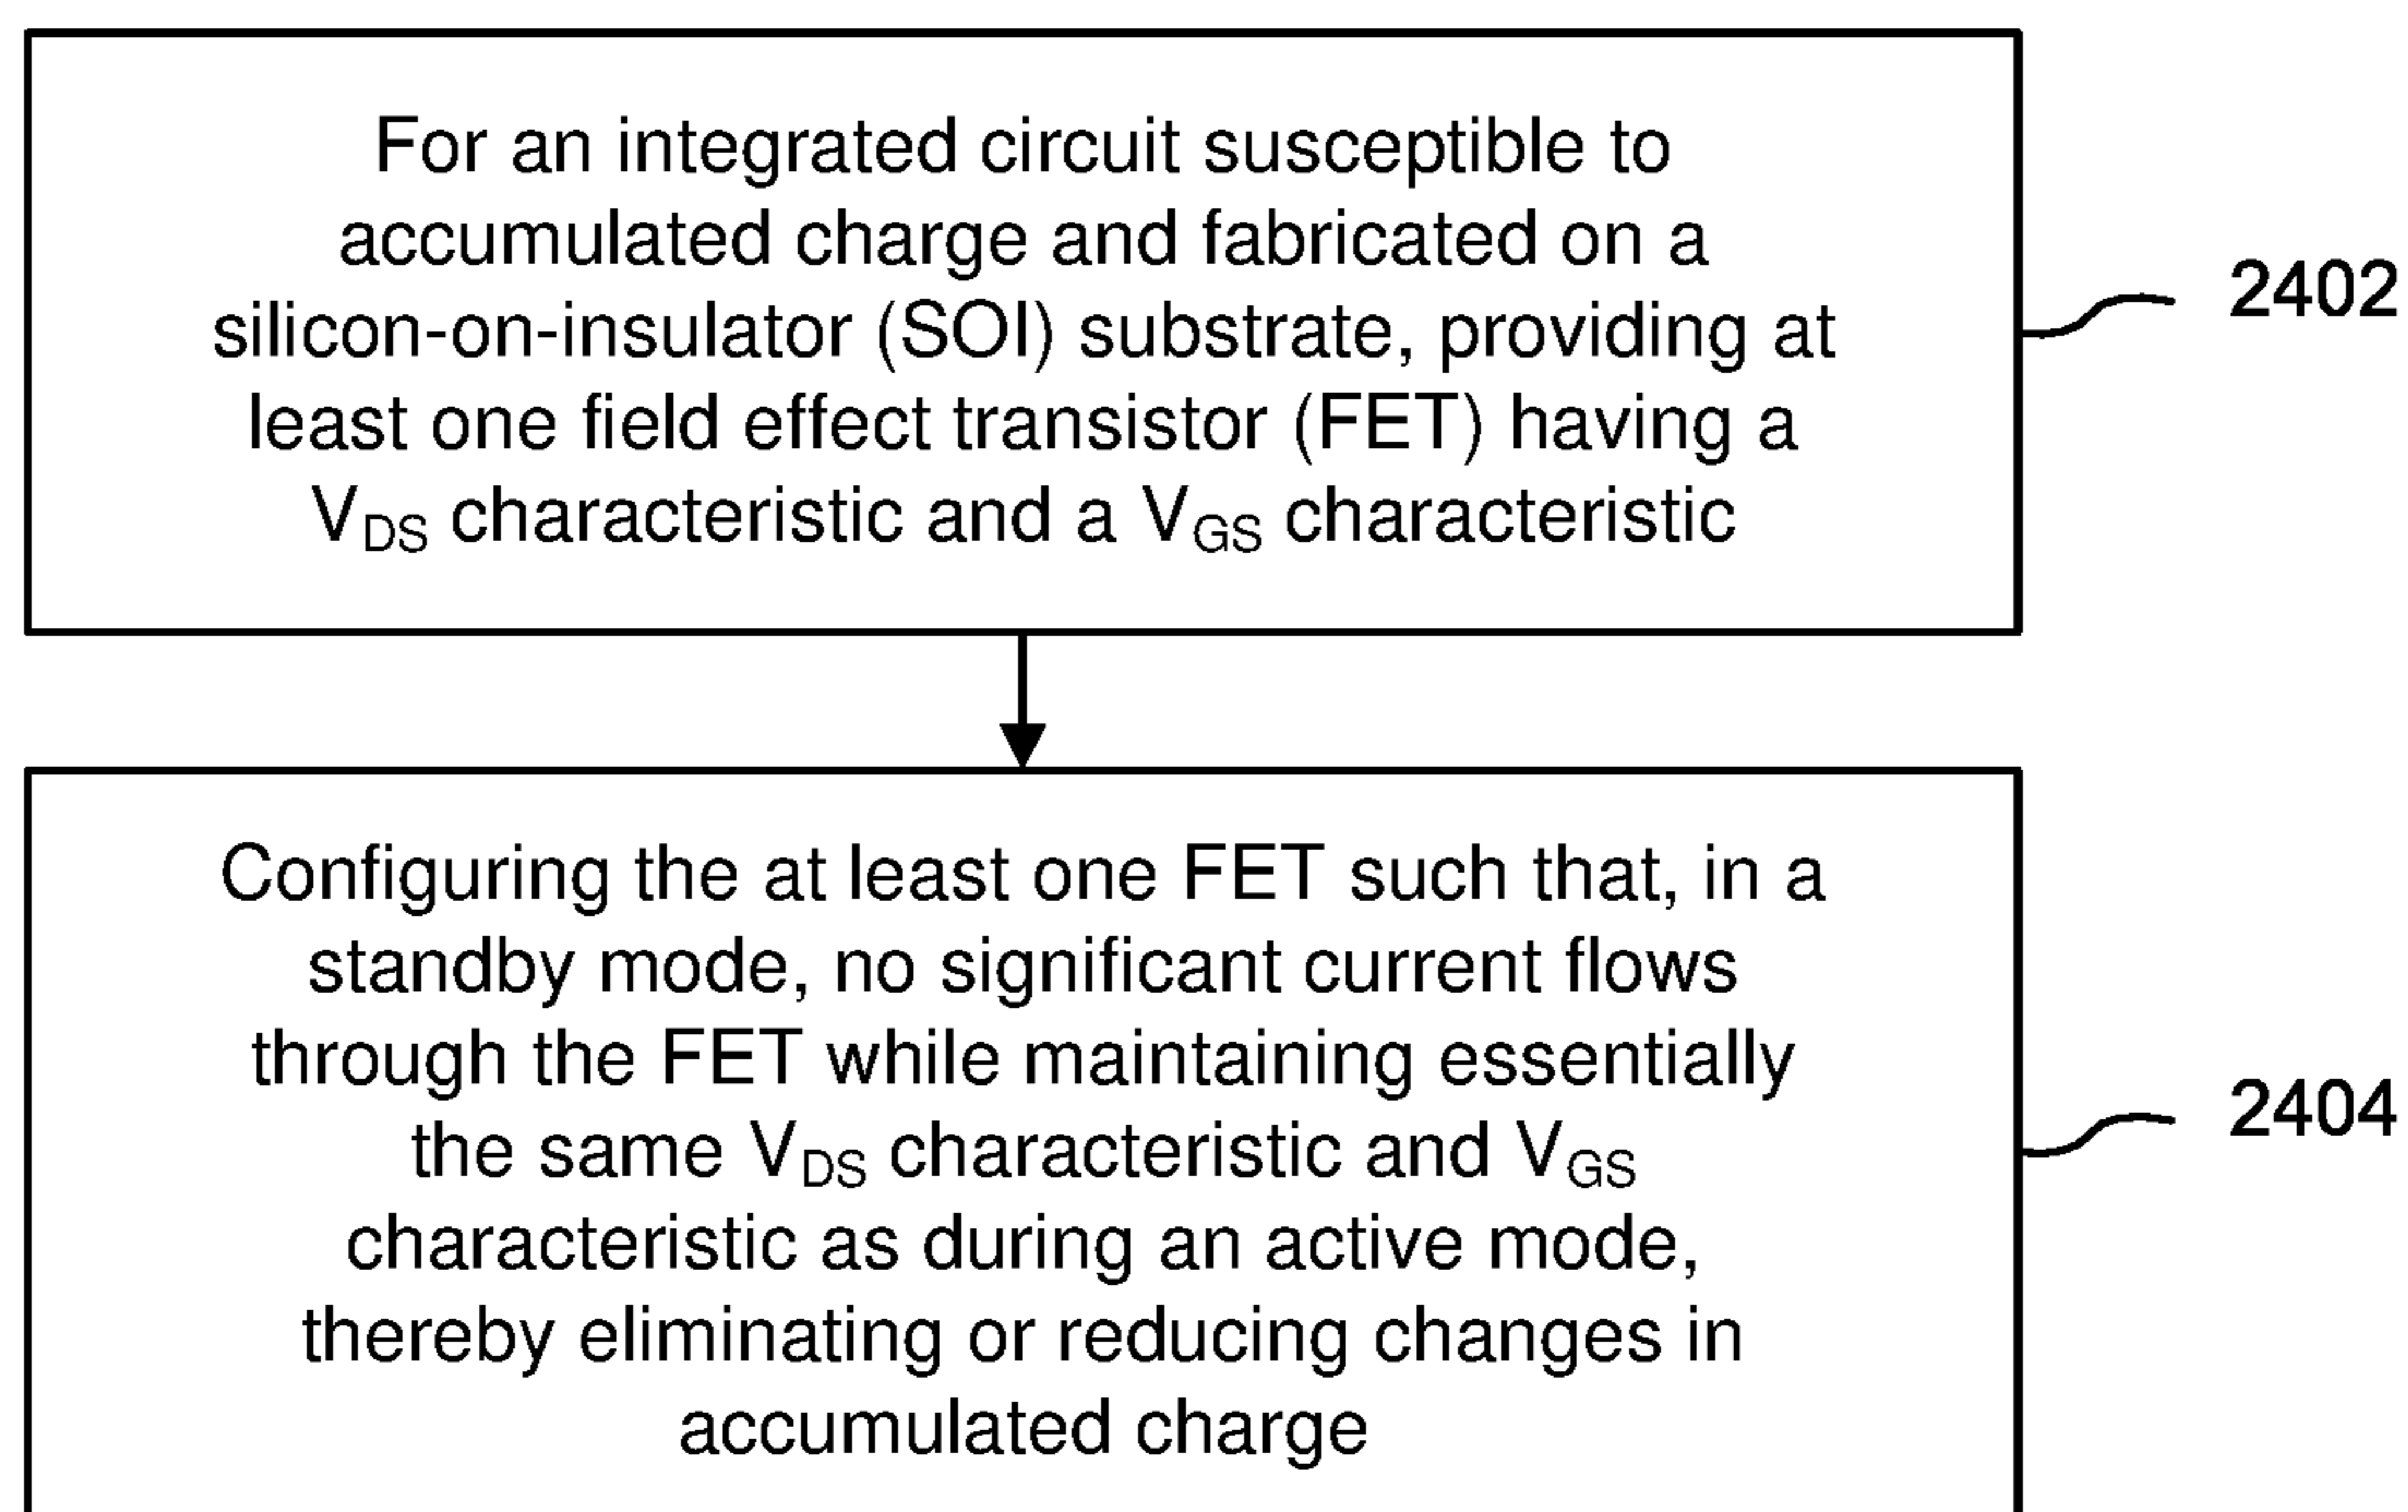 For an integrated circuit susceptible to
accumulated charge and fabricated on a
silicon-on-insulator (SOI) substrate, providing at
least one field effect transistor (FET) having a
VDS characteristic and a VGS characteristic
2402
Configuring the at least one FET such that, in a
standby mode, no significant current flows
through the FET while maintaining essentially
the same VDS characteristic and VGS
characteristic as during an active mode,
thereby eliminating or reducing changes in
accumulated charge
2404